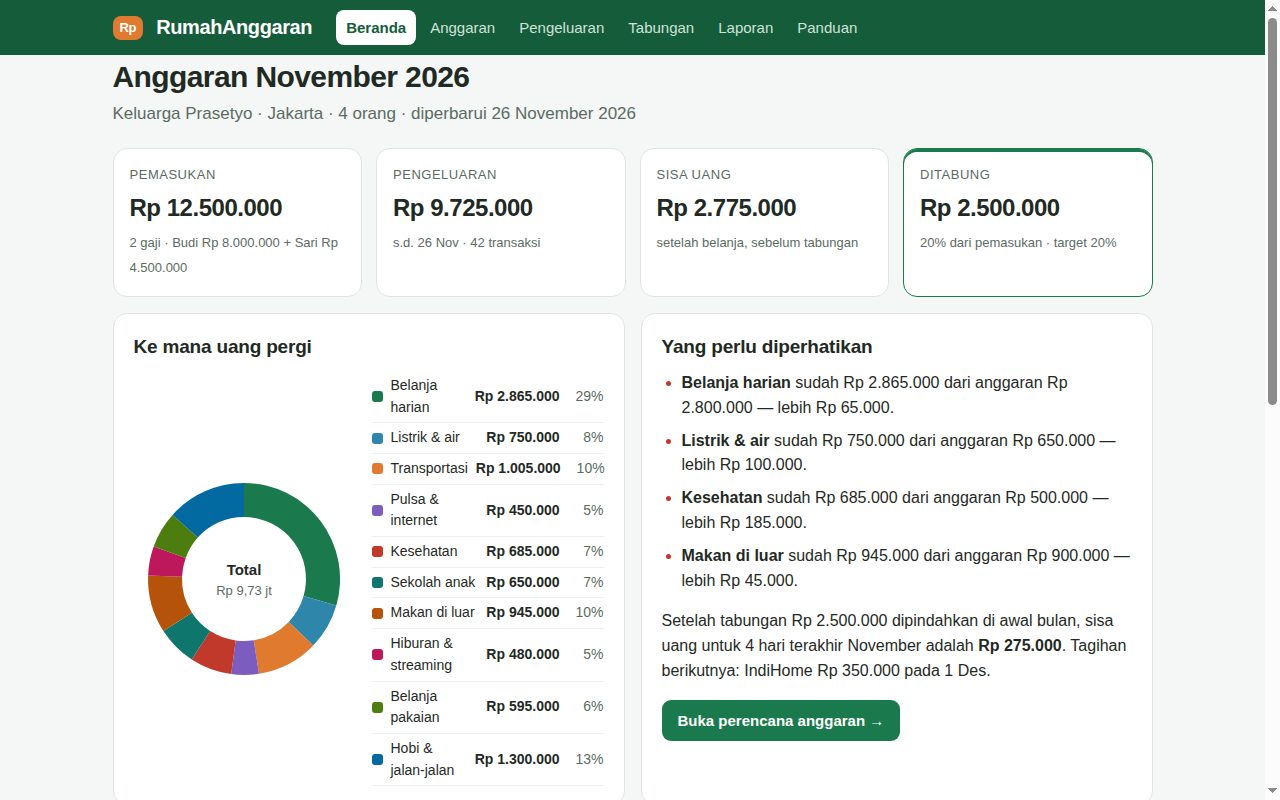 Rp RumahAnggaran Beranda Anggaran Pengeluaran Tabungan Laporan Panduan
Anggaran November 2026
Keluarga Prasetyo · Jakarta · 4 orang · diperbarui 26 November 2026
PEMASUKAN
Rp 12.500.000
2 gaji · Budi Rp 8.000.000 + Sari Rp
4.500.000
PENGELUARAN
Rp 9.725.000
s.d. 26 Nov · 42 transaksi
SISA UANG
Rp 2.775.000
setelah belanja, sebelum tabungan
DITABUNG
Rp 2.500.000
20% dari pemasukan · target 20%
Ke mana uang pergi
Total
Rp 9,73 jt
Belanja
harian Rp 2.865.000 29%
Listrik & air Rp 750.000 8%
Transportasi Rp 1.005.000 10%
Pulsa &
internet Rp 450.000 5%
Kesehatan Rp 685.000 7%
Sekolah anak Rp 650.000 7%
Makan di luar Rp 945.000 10%
Hiburan &
streaming Rp 480.000 5%
Belanja
pakaian Rp 595.000 6%
Hobi &
jalan-jalan Rp 1.300.000 13%
Yang perlu diperhatikan
Belanja harian sudah Rp 2.865.000 dari anggaran Rp
2.800.000 — lebih Rp 65.000.
Listrik & air sudah Rp 750.000 dari anggaran Rp 650.000 —
lebih Rp 100.000.
Kesehatan sudah Rp 685.000 dari anggaran Rp 500.000 —
lebih Rp 185.000.
Makan di luar sudah Rp 945.000 dari anggaran Rp 900.000 —
lebih Rp 45.000.
Setelah tabungan Rp 2.500.000 dipindahkan di awal bulan, sisa
uang untuk 4 hari terakhir November adalah Rp 275.000. Tagihan
berikutnya: IndiHome Rp 350.000 pada 1 Des.
Buka perencana anggaran →